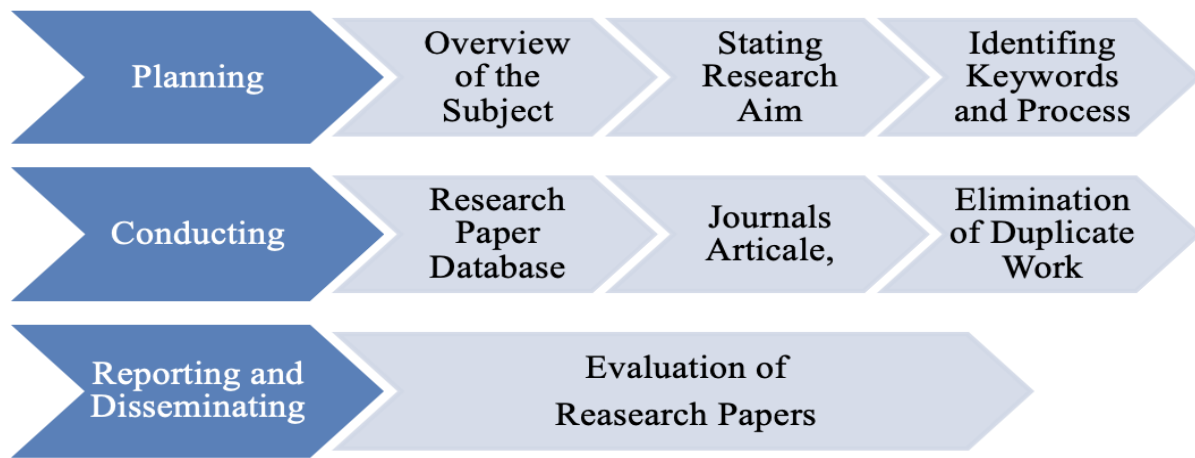 Planning
Overview
of the
Subject
Stating
Research
Aim
Identifing
Keywords
and Process
Conducting
Research
Paper
Database
Journals
Articale,
Elimination
of Duplicate
Work
Reporting and
Disseminating
Evaluation of
Reasearch Papers